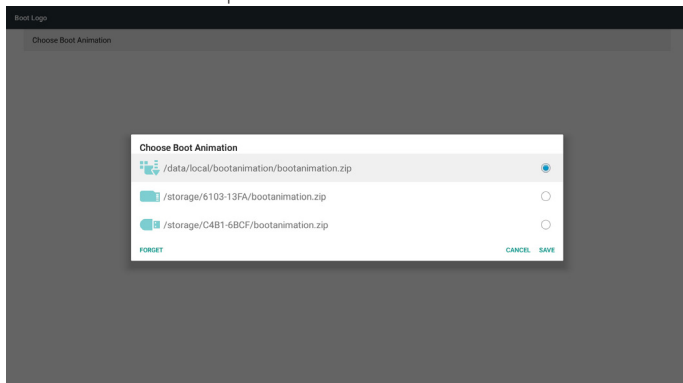 Boot Logo
Choose Boot Animation
Choose Boot Animation
/data/local/bootanimation/bootanimation.zip
/storage/6103-13FA/bootanimation.zip
/storage/C4B1-6BCF/bootanimation.zip
FORGET CANCEL SAVE